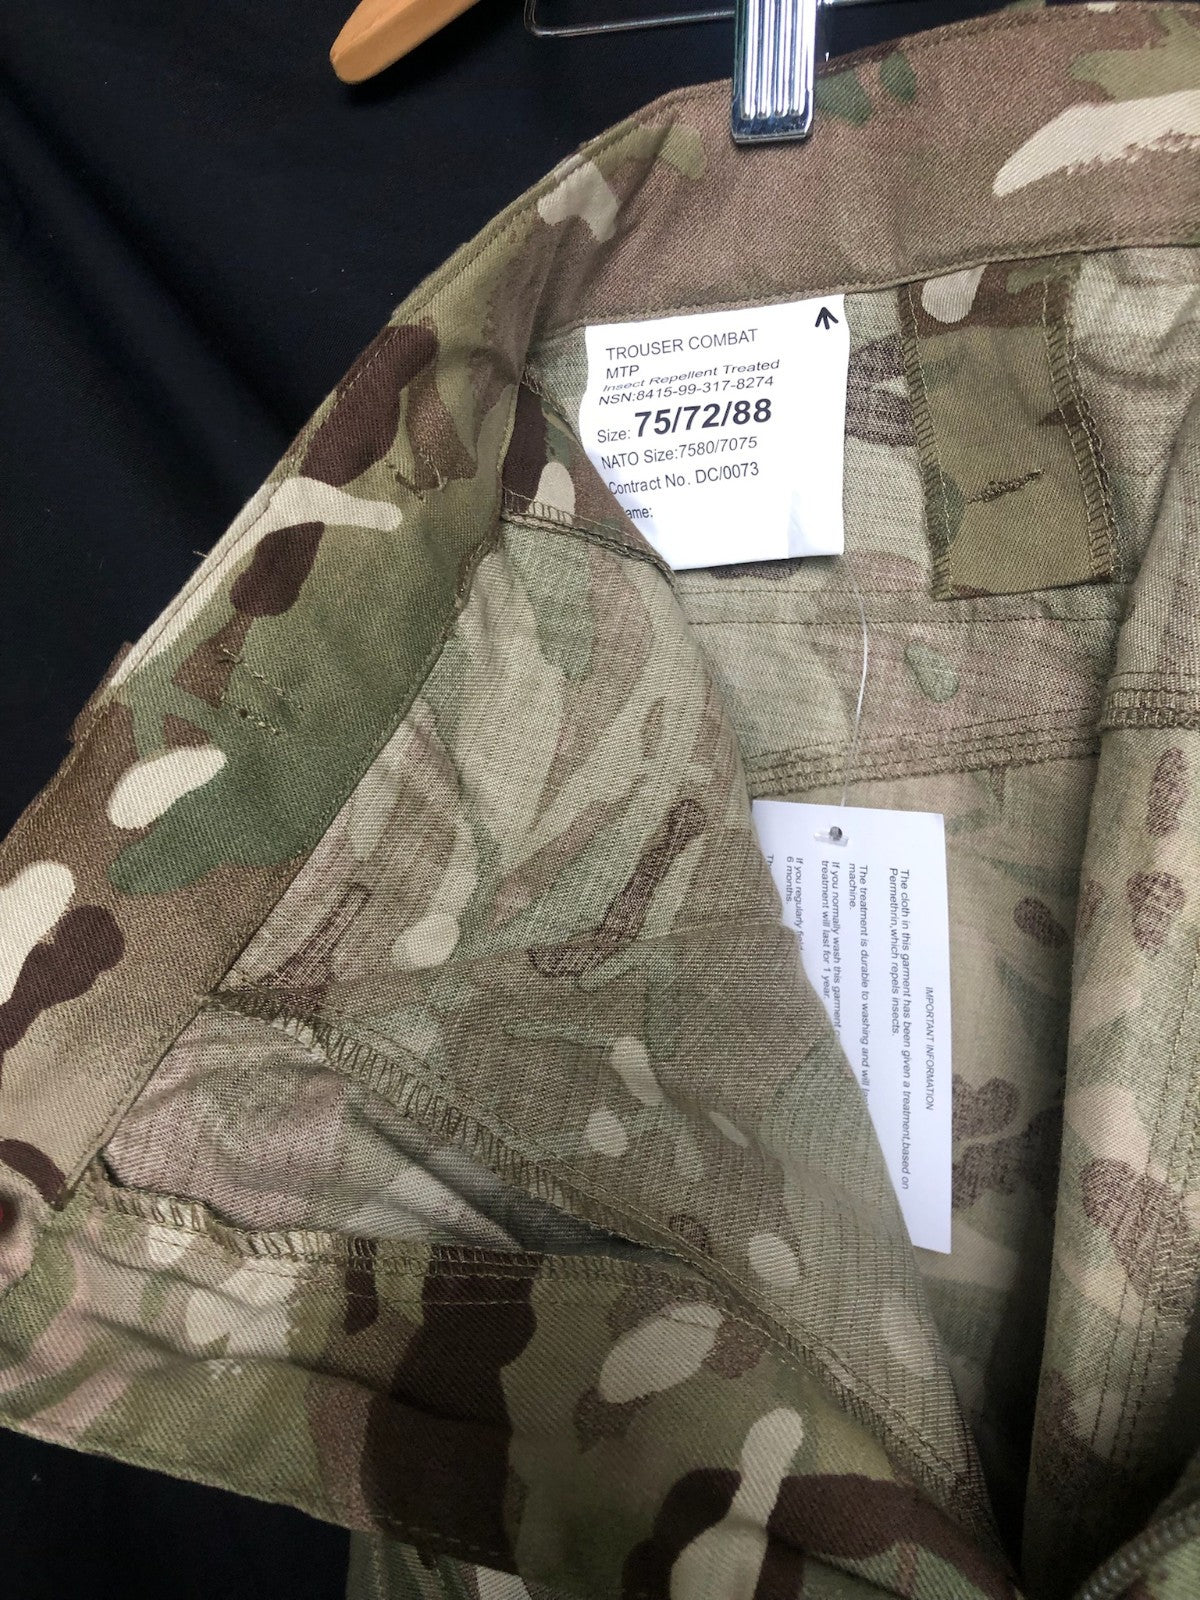 TROUSER COMBAT
MTP
Insect Repellent Treated
NSN:8415-99-317-8274
Size: 75/72/88
NATO Size:7580/7075
Contract No. DC/0073
IMPORTANT INFORMATION
The cloth in this garment has been given a treatment,based on
Permethrin,which repels insects.
The treatment is durable to washing and will
machine.
If you normally wash this garment
treatment will last for 1 year.
If you regularly
6 months.